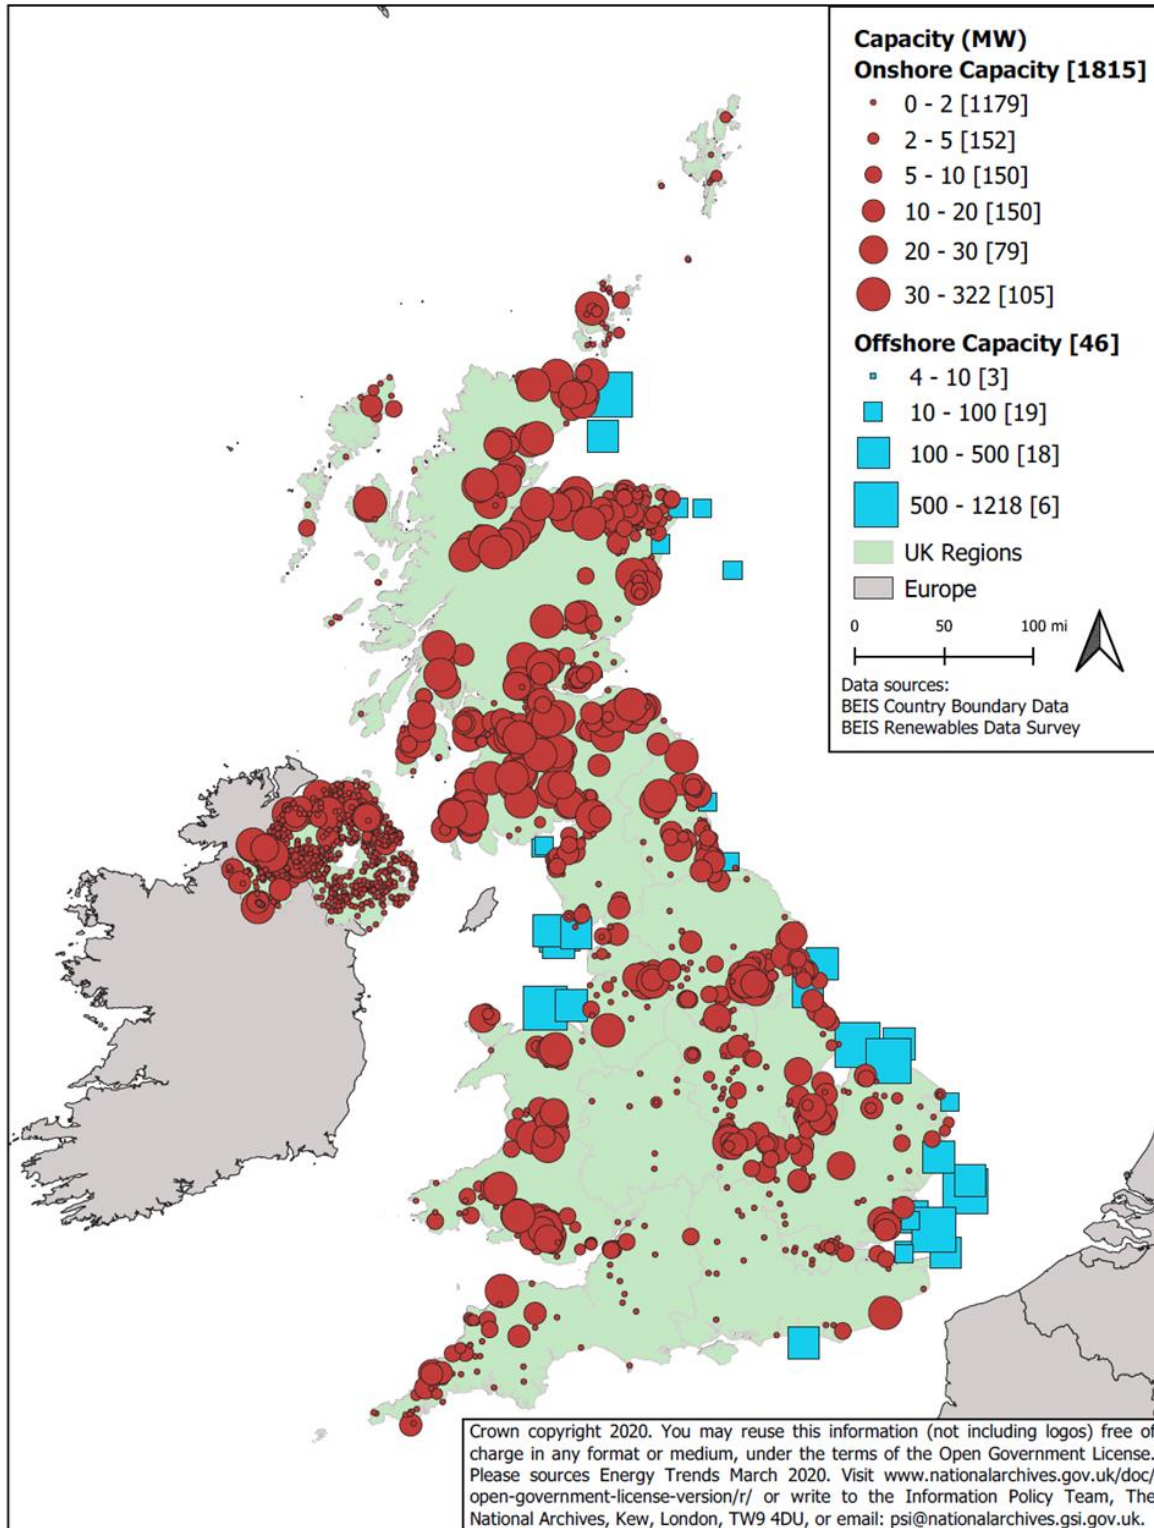 Capacity (MW)
Onshore Capacity [1815]
0 - 2 [1179]
2 - 5 [152]
5 - 10 [150]
10 - 20 [150]
20 - 30 [79]
30 - 322 [105]
Offshore Capacity [46]
4 - 10 [3]
10 - 100 [19]
100 - 500 [18]
500 - 1218 [6]
UK Regions
Europe
0 50 100 mi
Data sources:
BEIS Country Boundary Data
BEIS Renewables Data Survey
Crown copyright 2020. You may reuse this information (not including logos) free of
charge in any format or medium, under the terms of the Open Government License.
Please sources Energy Trends March 2020. Visit www.nationalarchives.gov.uk/doc/
open-government-license-version/r/ or write to the Information Policy Team, The
National Archives, Kew, London, TW9 4DU, or email: psi@nationalarchives.gsi.gov.uk.